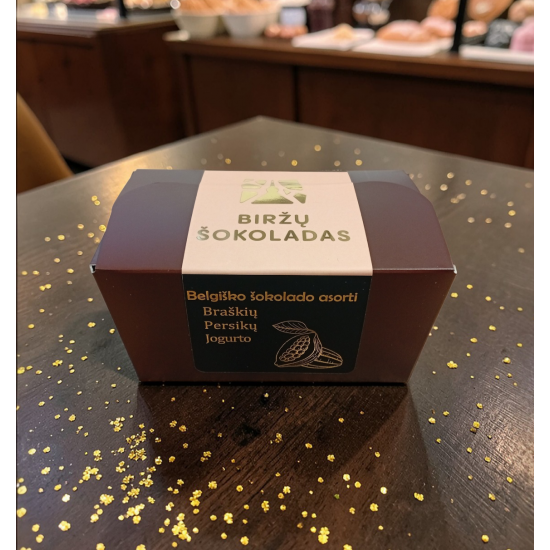 BIRŽŲ
ŠOKOLADAS
Belgiško šokolado asorti
Braškių
Persikų
Jogurto